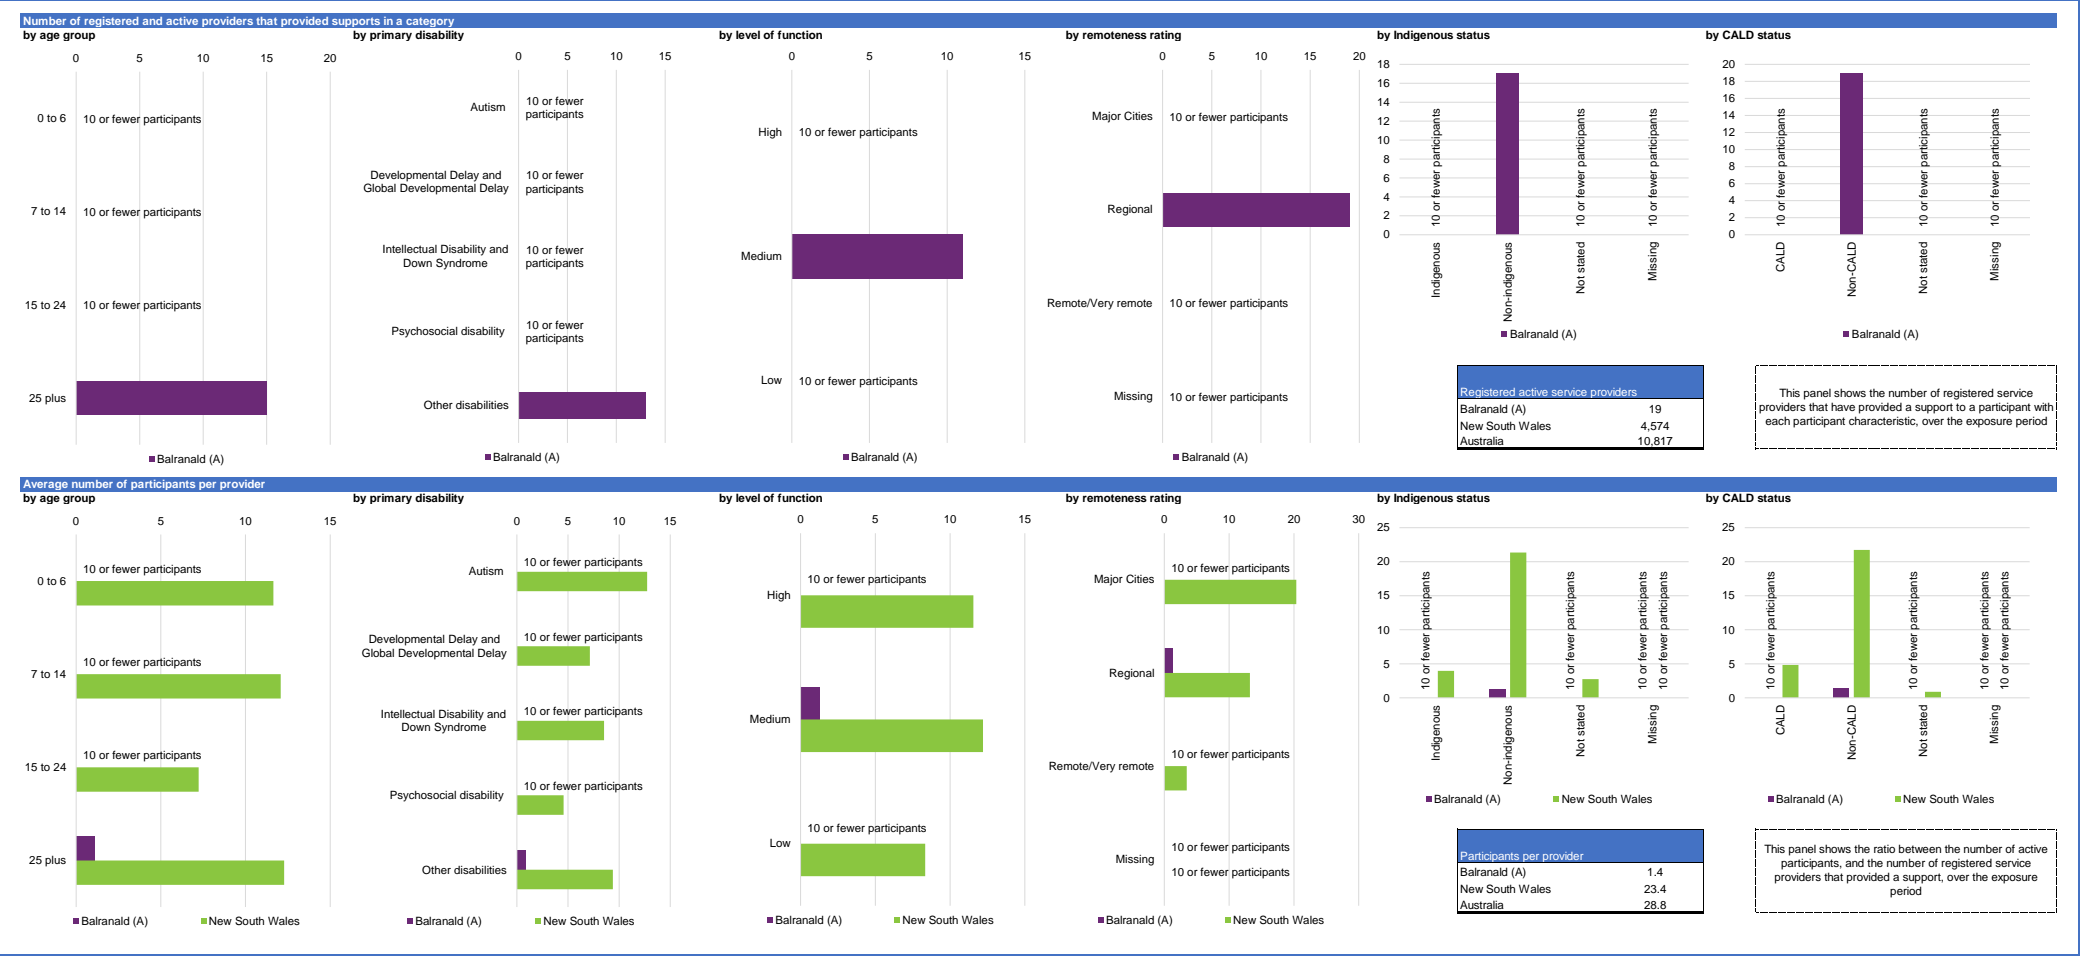 Number of registered and active providers that provided supports in a category
by age group
0 5 10 15 20
0 to 6
10 or fewer participants
7 to 14
10 or fewer participants
15 to 24
10 or fewer participants
25 plus
Balranald (A)
by primary disability
0 5 10 15
Autism
10 or fewer
participants
Developmental Delay and
Global Developmental Delay
10 or fewer
participants
Intellectual Disability and
Down Syndrome
10 or fewer
participants
Psychosocial disability
10 or fewer
participants
Other disabilities
Balranald (A)
by level of function
0 5 10 15
High
10 or fewer participants
Medium
Low
10 or fewer participants
Balranald (A)
by remoteness rating
0 5 10 15 20
Major Cities
10 or fewer participants
Regional
Remote/Very remote
10 or fewer participants
Missing
10 or fewer participants
Balranald (A)
by Indigenous status
18
16
14
12
10
8
6
4
2
0
10 or fewer participants
10 or fewer participants
10 or fewer participants
Indigenous
Non-indigenous
Not stated
Missing
Balranald (A)
by CALD status
20
18
16
14
12
10
8
6
4
2
0
10 or fewer participants
10 or fewer participants
10 or fewer participants
CALD
Non-CALD
Not stated
Missing
Balranald (A)
Registered active service providers
Balranald (A) 19
New South Wales 4,574
Australia 10,817
This panel shows the number of registered service
providers that have provided a support to a participant with
each participant characteristic, over the exposure period
Average number of participants per provider
by age group
0 5 10 15
0 to 6
10 or fewer participants
7 to 14
10 or fewer participants
15 to 24
10 or fewer participants
25 plus
Balranald (A) New South Wales
by primary disability
0 5 10 15
Autism
10 or fewer participants
Developmental Delay and
Global Developmental Delay
10 or fewer participants
Intellectual Disability and
Down Syndrome
10 or fewer participants
Psychosocial disability
10 or fewer participants
Other disabilities
Balranald (A) New South Wales
by level of function
0 5 10 15
High
10 or fewer participants
Medium
Low
10 or fewer participants
Balranald (A) New South Wales
by remoteness rating
0 10 20 30
Major Cities
10 or fewer participants
Regional
Remote/Very remote
10 or fewer participants
Missing
10 or fewer participants
10 or fewer participants
Balranald (A) New South Wales
by Indigenous status
25
20
15
10
5
0
10 or fewer participants
10 or fewer participants
10 or fewer participants
10 or fewer participants
Indigenous
Non-indigenous
Not stated
Missing
Balranald (A) New South Wales
by CALD status
25
20
15
10
5
0
10 or fewer participants
10 or fewer participants
10 or fewer participants
10 or fewer participants
CALD
Non-CALD
Not stated
Missing
Balranald (A) New South Wales
Participants per provider
Balranald (A) 1.4
New South Wales 23.4
Australia 28.8
This panel shows the ratio between the number of active
participants, and the number of registered service
providers that provided a support, over the exposure
period